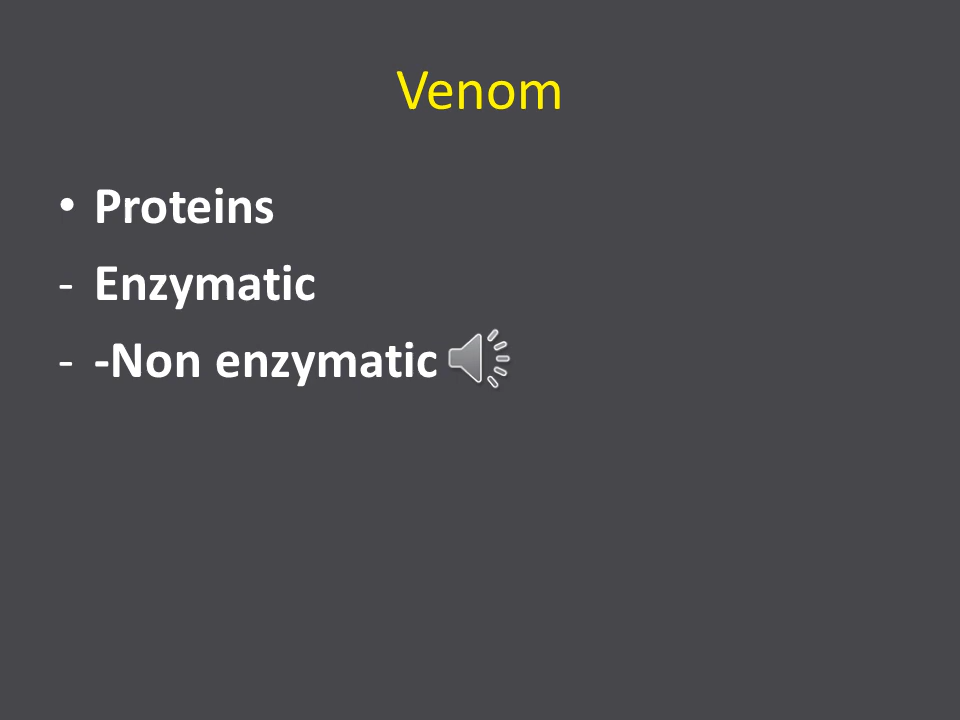 Venom
• Proteins
- Enzymatic
- -Non enzymatic